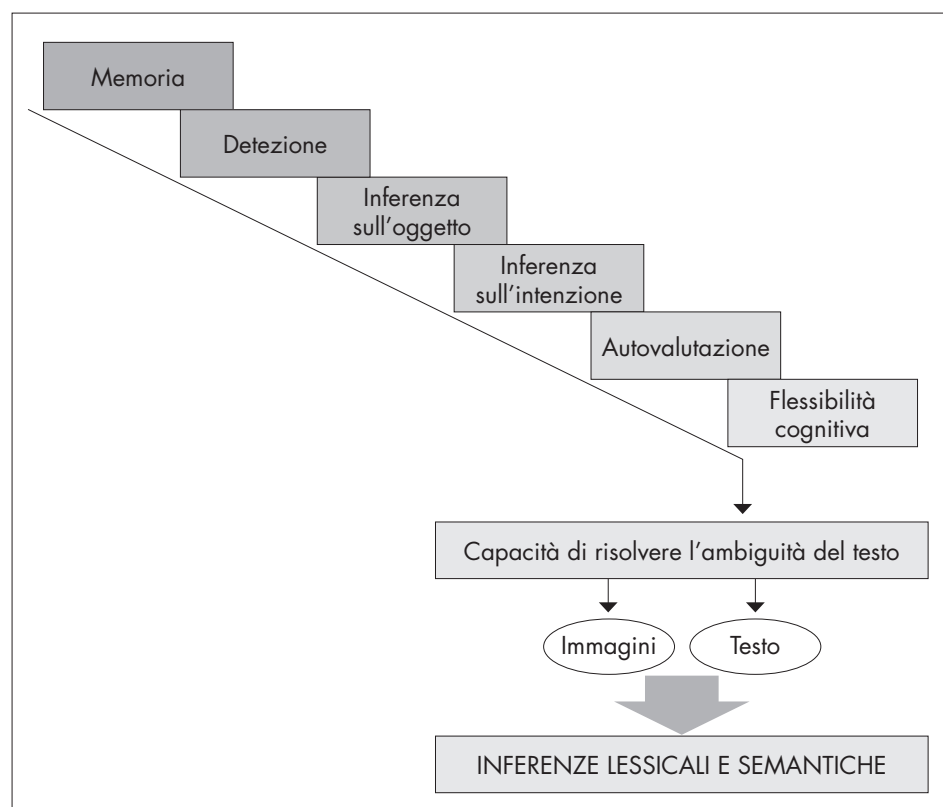 Memoria
Detezione
Inferenza
sull’oggetto
Inferenza
sull’intenzione
Autovalutazione
Flessibilità
cognitiva
Capacità di risolvere l’ambiguità del testo
Immagini
Testo
INFERENZE LESSICALI E SEMANTICHE